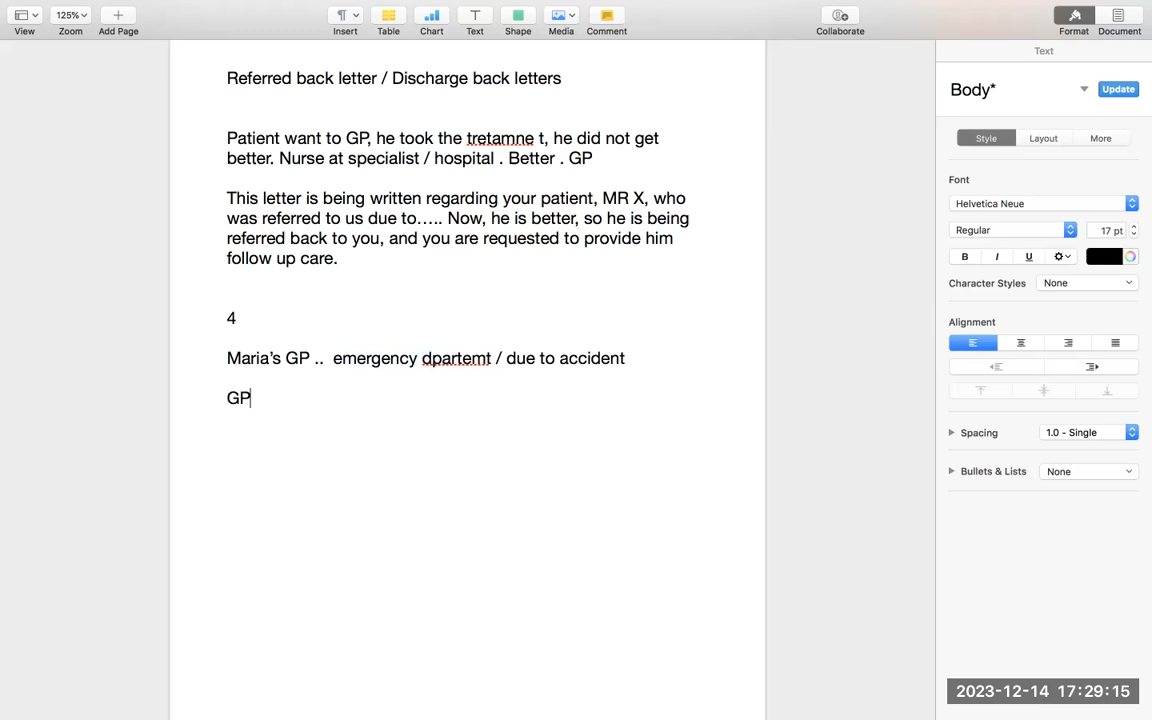 View
125%
Zoom
Add Page
Insert
Table
Chart
T
Text
Shape
Media
Comment
Collaborate
Format
Document
Referred back letter / Discharge back letters
Patient want to GP, he took the tretamne t, he did not get
better. Nurse at specialist / hospital . Better . GP
This letter is being written regarding your patient, MR X, who
was referred to us due to….. Now, he is better, so he is being
referred back to you, and you are requested to provide him
follow up care.
4
Maria’s GP ..  emergency dpartemt / due to accident
GP
Text
Body*
Update
Style Layout More
Font
Helvetica Neue
Regular 17 pt
B I U
Character Styles None
Alignment
Spacing 1.0 - Single
Bullets & Lists None
2023-12-14 17:29:15